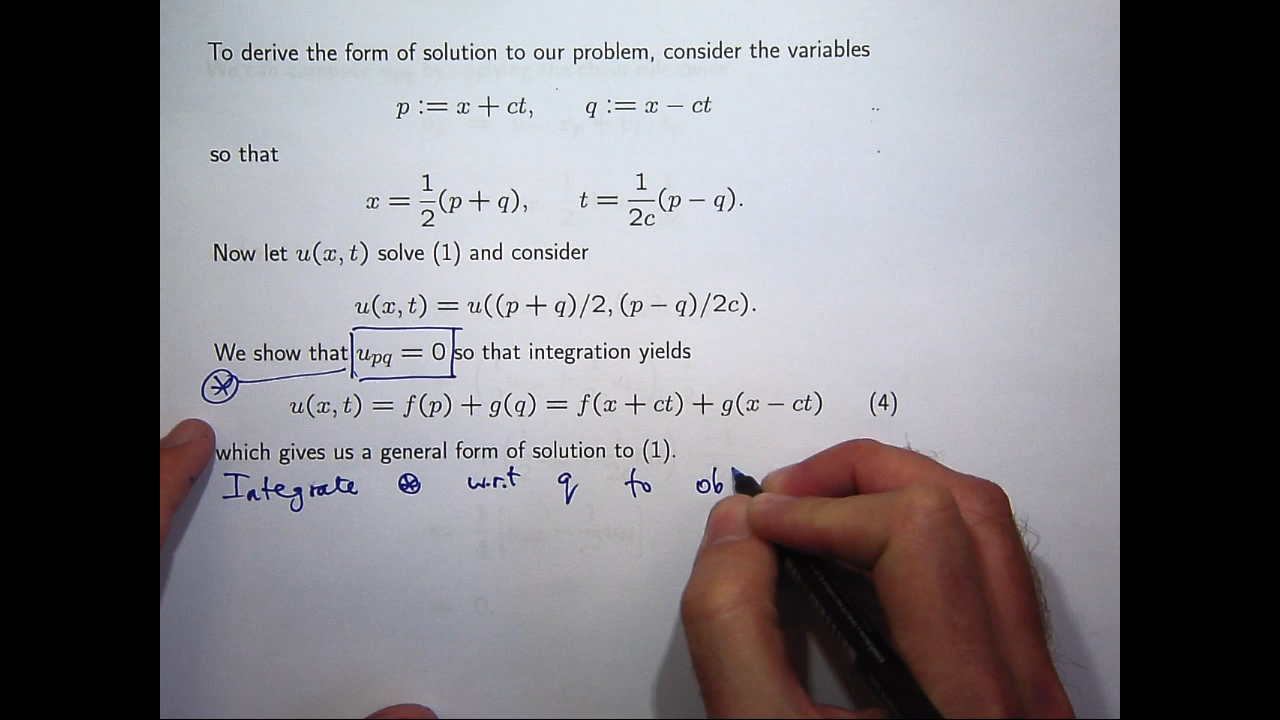 To derive the form of solution to our problem, consider the variables
p := x + ct, q := x − ct
so that
x = 1/2 (p + q), t = 1/2c (p − q).
Now let u(x, t) solve (1) and consider
u(x, t) = u((p + q)/2, (p − q)/2c).
We show that u_pq = 0 so that integration yields
⊛
u(x, t) = f(p) + g(q) = f(x + ct) + g(x − ct) (4)
which gives us a general form of solution to (1).
Integrate ⊛ w.r.t q to ob